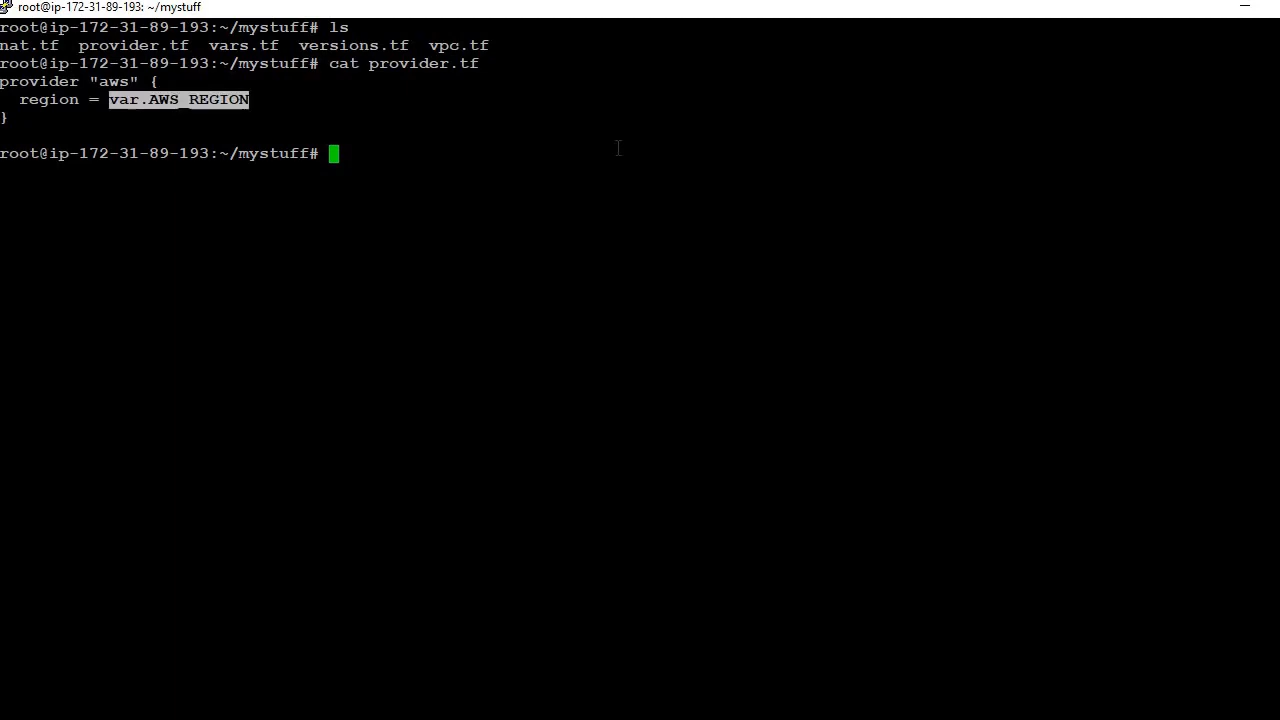 root@ip-172-31-89-193: ~/mystuff
root@ip-172-31-89-193:~/mystuff# ls
nat.tf  provider.tf  vars.tf  versions.tf  vpc.tf
root@ip-172-31-89-193:~/mystuff# cat provider.tf
provider "aws" {
  region = var.AWS_REGION
}
root@ip-172-31-89-193:~/mystuff#